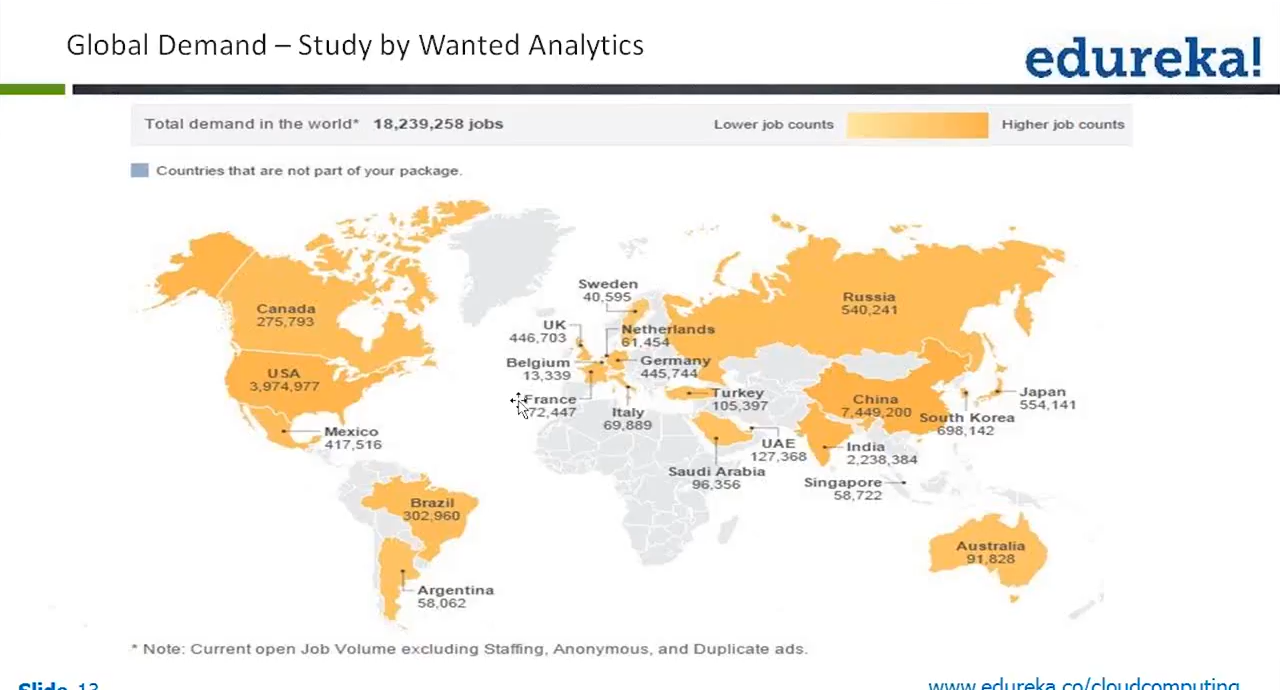 Global Demand – Study by Wanted Analytics
edureka!
Total demand in the world* 18,239,258 jobs
Lower job counts
Higher job counts
Countries that are not part of your package.
Sweden
40,595
Canada
275,793
Russia
540,241
UK
446,703
Netherlands
61,454
Belgium
13,339
Germany
445,744
USA
3,974,977
France
72,447
Italy
69,889
Turkey
105,397
China
7,449,200
Japan
554,141
South Korea
698,142
Mexico
417,516
UAE
127,368
India
2,238,384
Saudi Arabia
96,356
Singapore
58,722
Brazil
302,960
Australia
91,828
Argentina
58,062
* Note: Current open Job Volume excluding Staffing, Anonymous, and Duplicate ads.
Slide 13
www.edureka.co/cloudcomputing